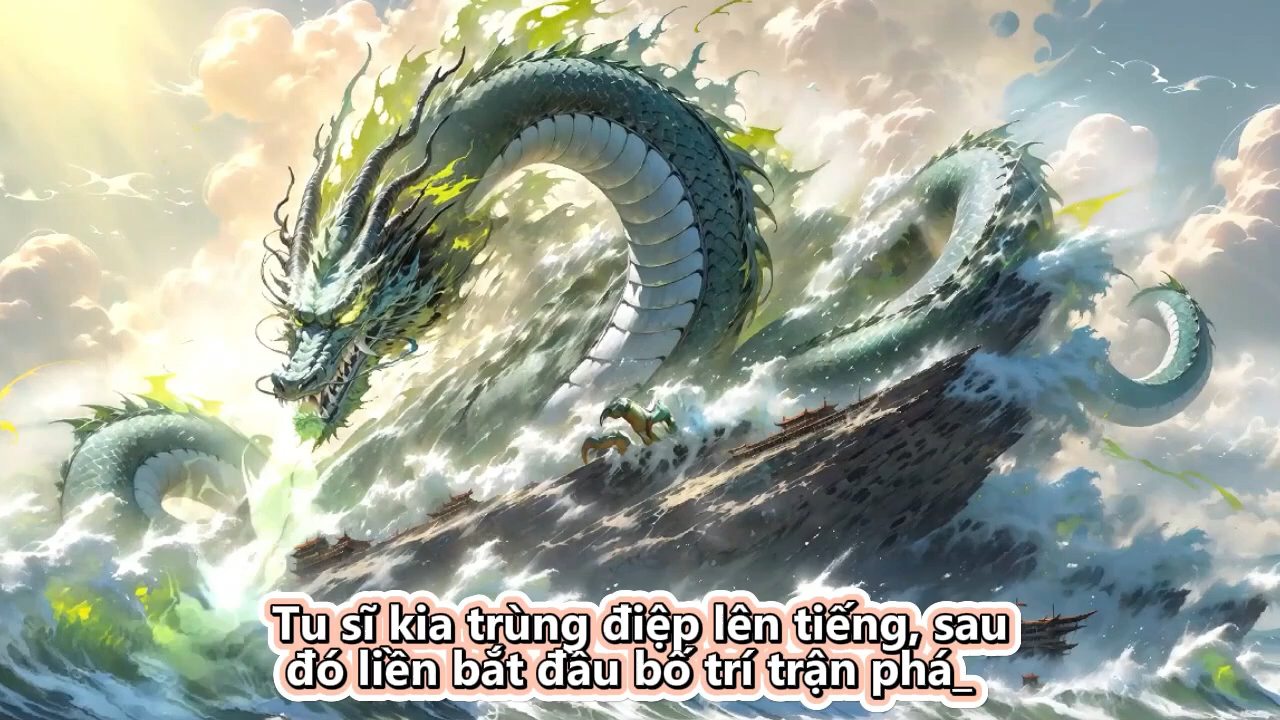 Tu sĩ kia trùng điệp lên tiếng, sau
đó liền bắt đầu bố trí trận phá_